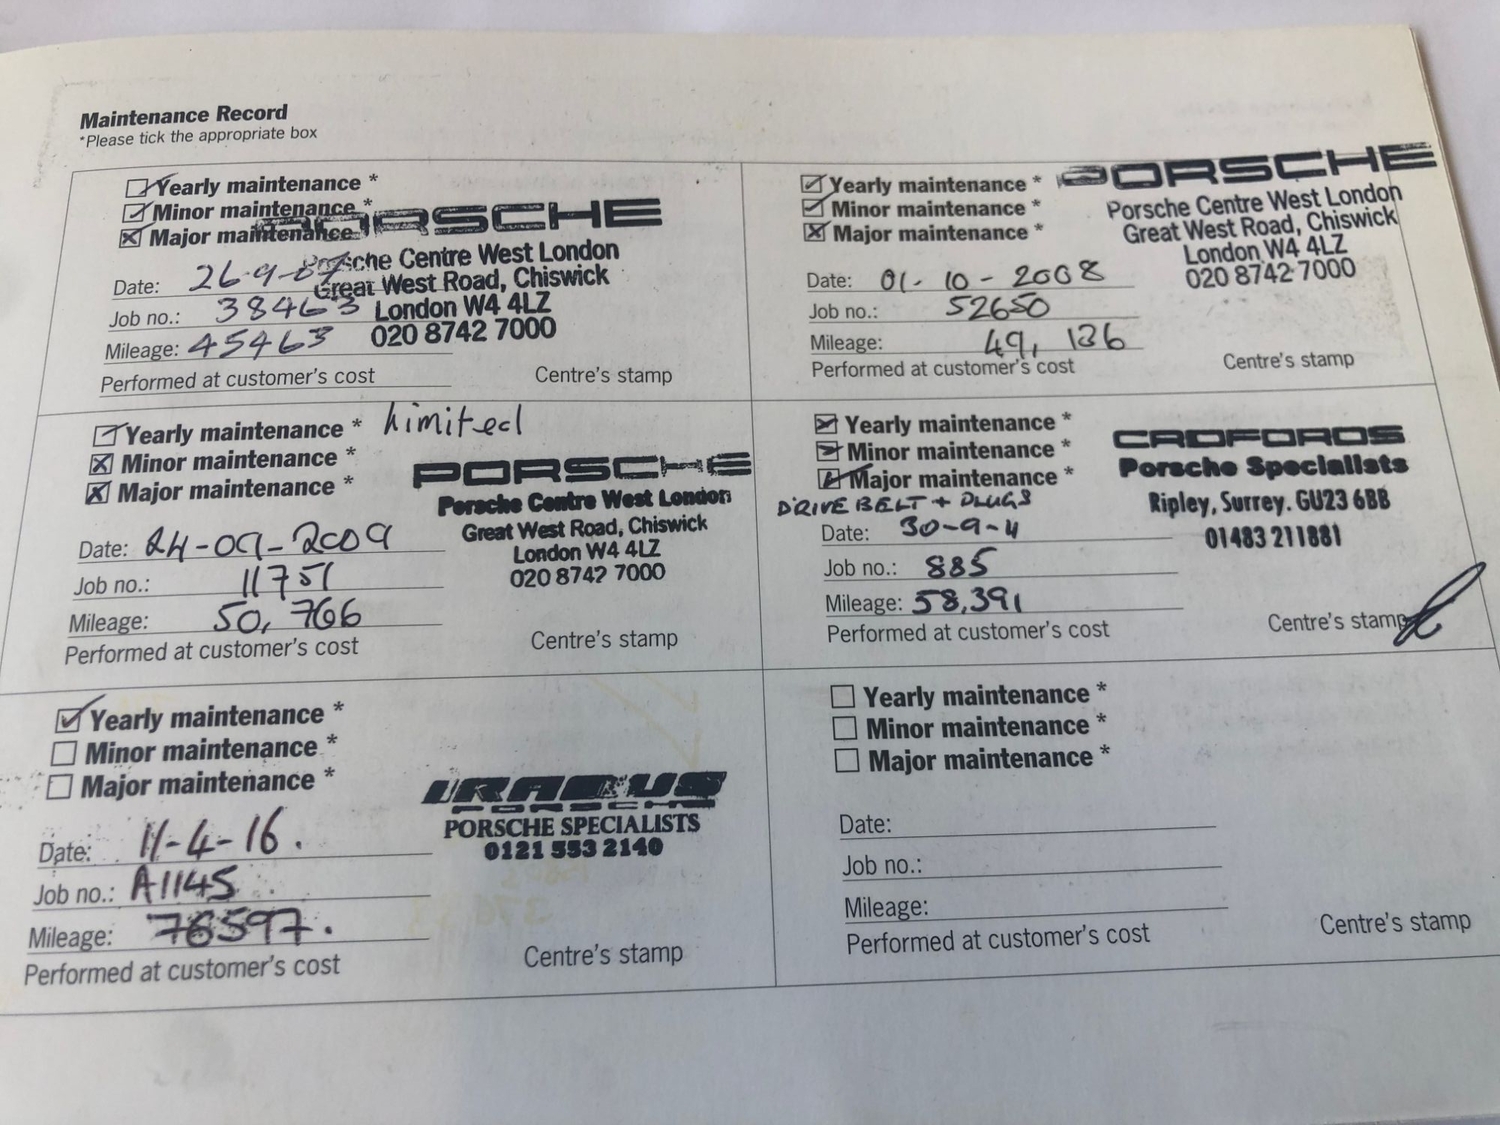 Maintenance Record
*Please tick the appropriate box
Yearly maintenance *
Minor maintenance *
Major maintenance
PORSCHE
Porsche Centre West London
Great West Road, Chiswick
London W4 4LZ
020 8742 7000
Date: 26-9-07
Job no.: 38463
Mileage: 45463
Performed at customer's cost
Centre's stamp
Yearly maintenance *
Minor maintenance *
Major maintenance *
PORSCHE
Porsche Centre West London
Great West Road, Chiswick
London W4 4LZ
020 8742 7000
Date: 01-10-2008
Job no.: 52650
Mileage: 49,136
Performed at customer's cost
Centre's stamp
Yearly maintenance * Limited
Minor maintenance *
Major maintenance *
PORSCHE
Porsche Centre West London
Great West Road, Chiswick
London W4 4LZ
020 8742 7000
Date: 24-09-2009
Job no.: 11751
Mileage: 50,766
Performed at customer's cost
Centre's stamp
Yearly maintenance *
Minor maintenance *
Major maintenance *
DRIVE BELT + PLUGS
CROFORDS
Porsche Specialists
Ripley, Surrey. GU23 6BB
01483 211881
Date: 30-9-11
Job no.: 885
Mileage: 58,391
Performed at customer's cost
Centre's stamp
Yearly maintenance *
Minor maintenance *
Major maintenance *
PORSCHE
PORSCHE SPECIALISTS
0121 553 2140
Date: 11-4-16.
Job no.: A1145
Mileage: 76597.
Performed at customer's cost
Centre's stamp
Yearly maintenance *
Minor maintenance *
Major maintenance *
Date:
Job no.:
Mileage:
Performed at customer's cost
Centre's stamp